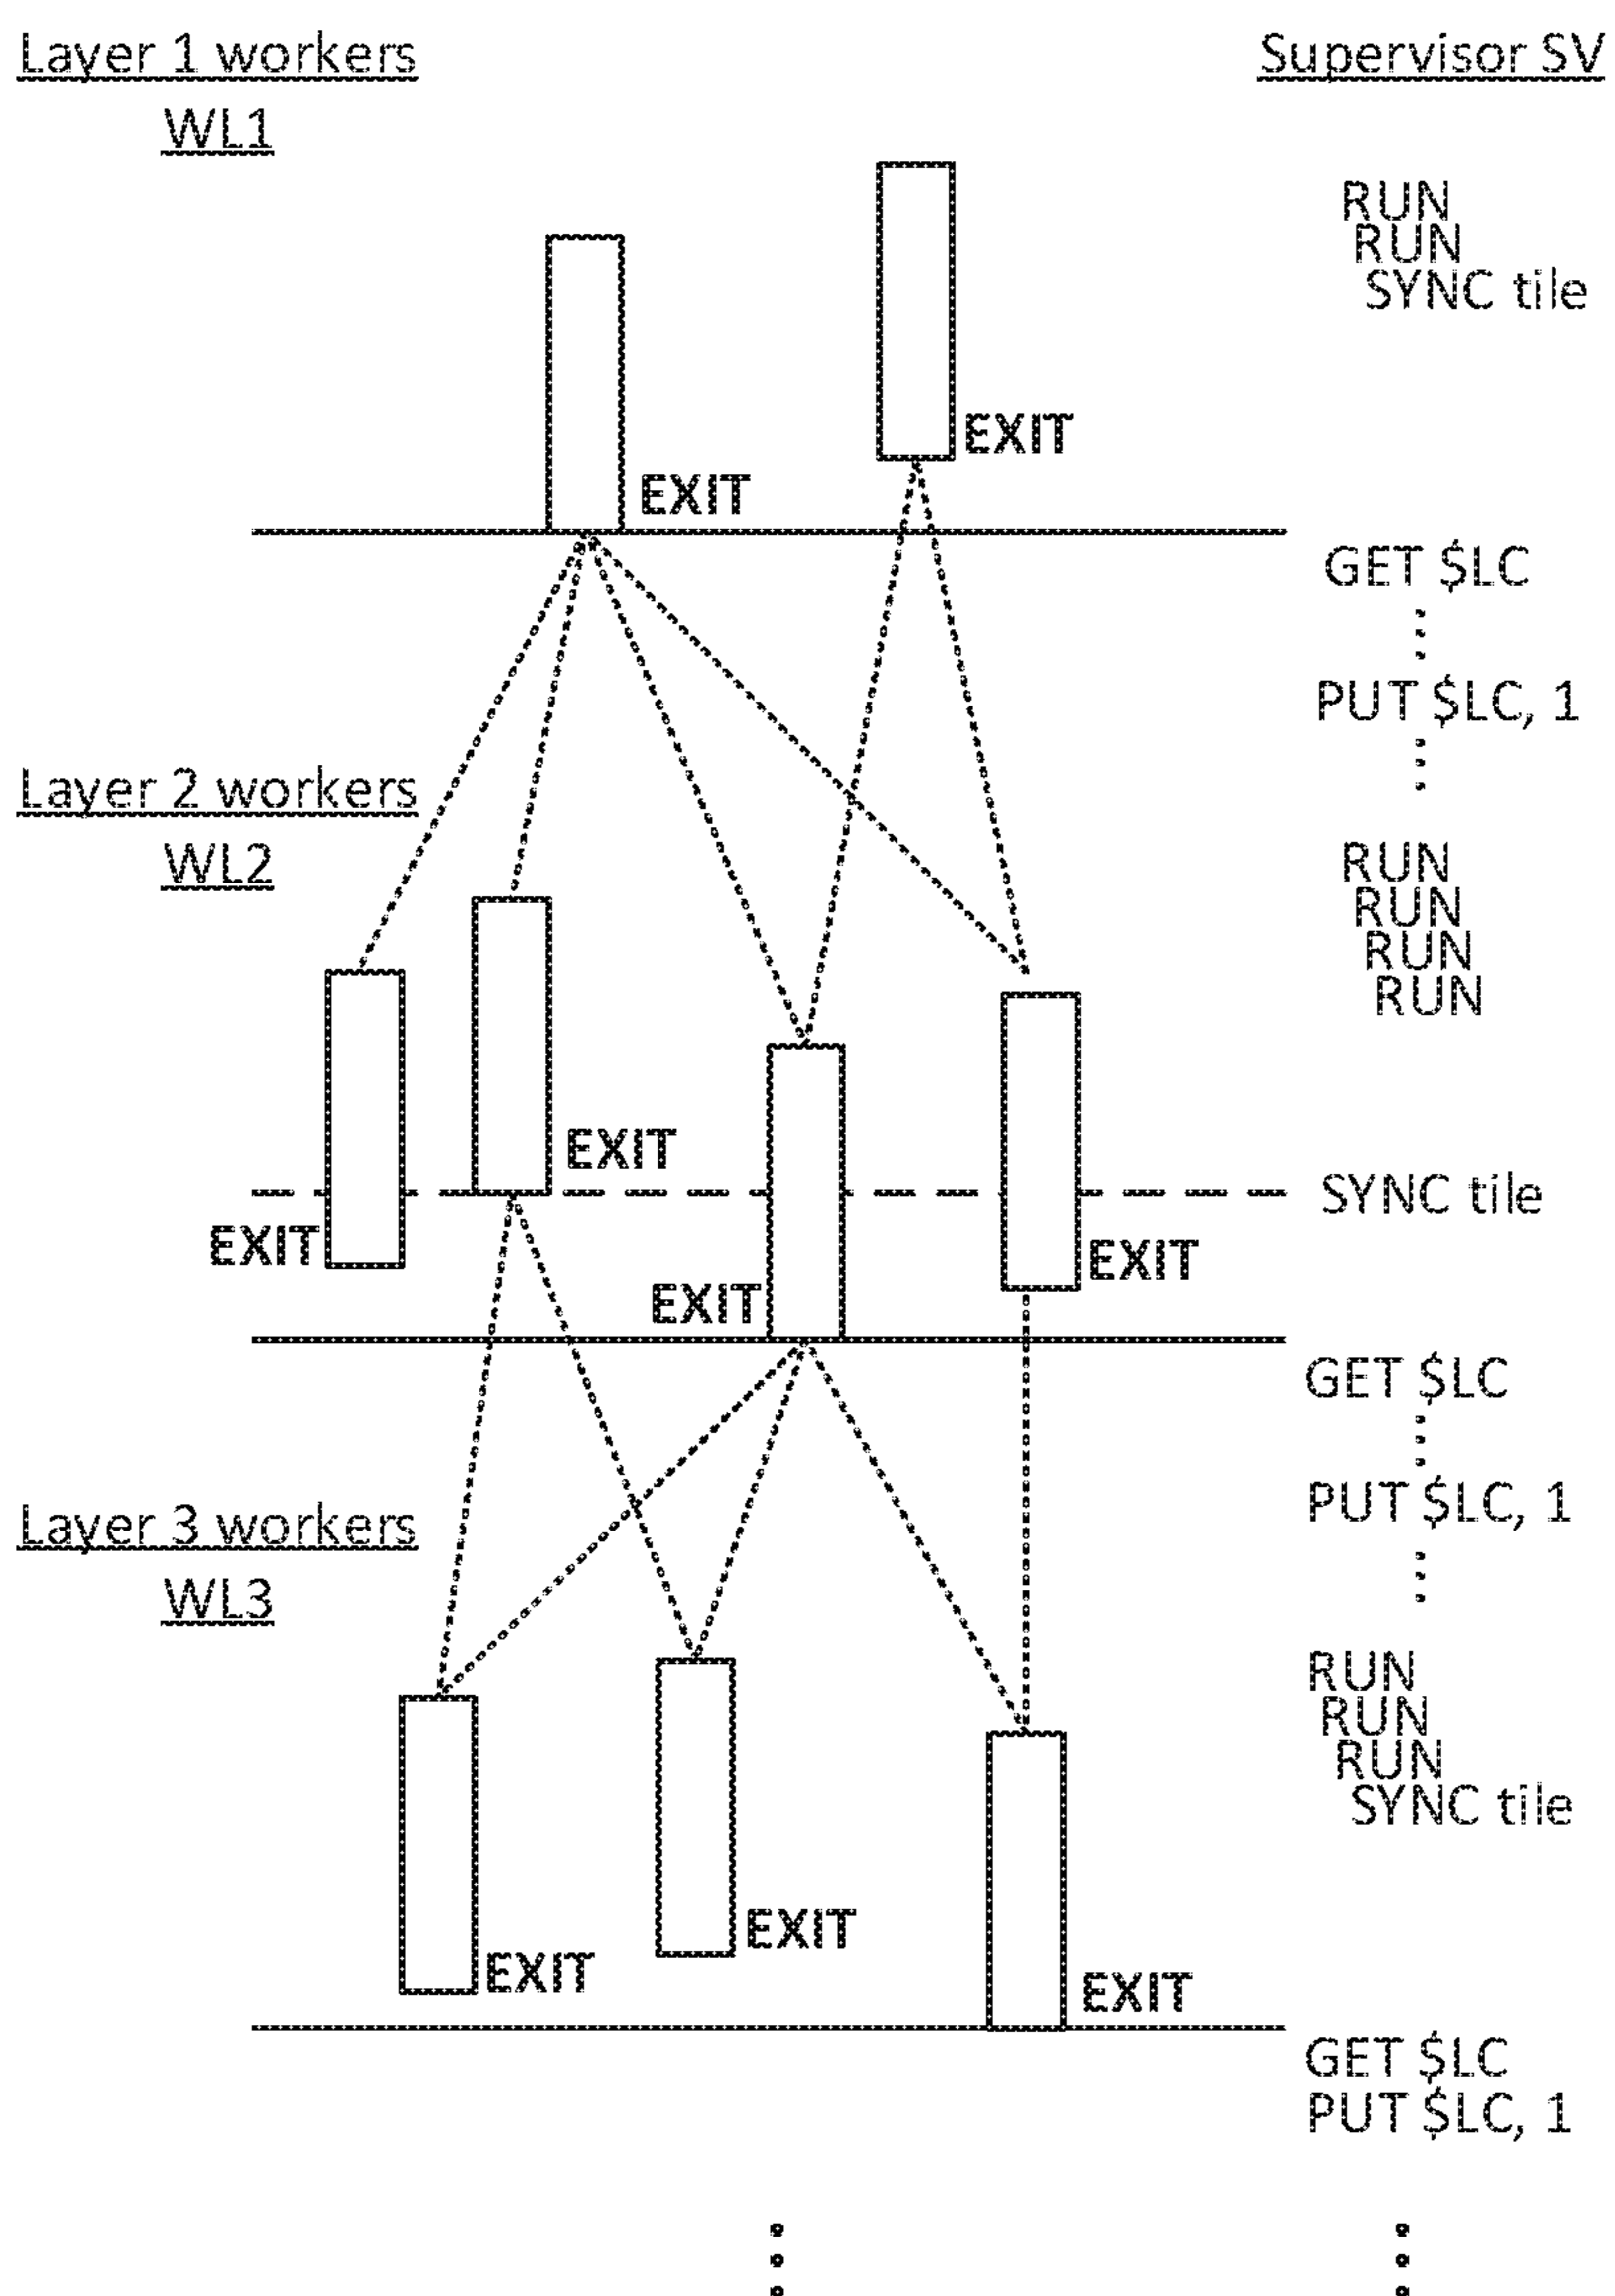 Layer 1 workers
WL1
Supervisor SV
RUN
RUN
SYNC tile
EXIT
EXIT
GET $LC
PUT $LC, 1
Layer 2 workers
WL2
RUN
RUN
RUN
RUN
EXIT
SYNC tile
EXIT
EXIT
EXIT
GET $LC
PUT $LC, 1
Layer 3 workers
WL3
RUN
RUN
RUN
SYNC tile
EXIT
EXIT
EXIT
GET $LC
PUT $LC, 1